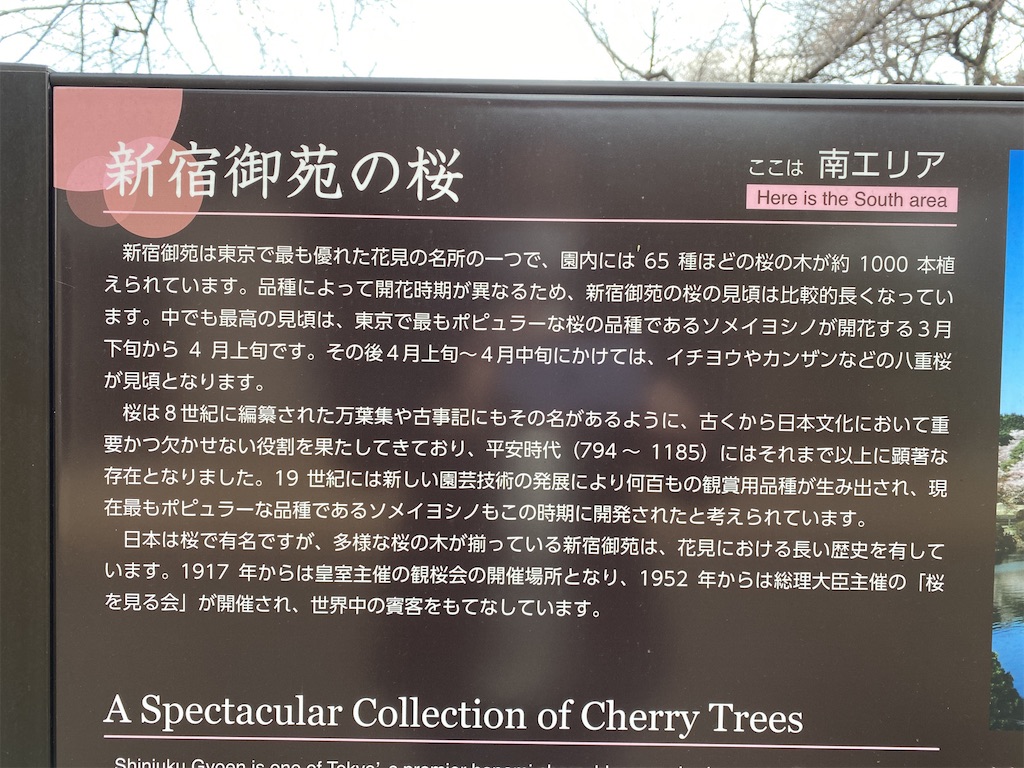 新宿御苑の桜
ここは 南エリア
Here is the South area
新宿御苑は東京で最も優れた花見の名所の一つで、園内には 65 種ほどの桜の木が約 1000 本植
えられています。品種によって開花時期が異なるため、新宿御苑の桜の見頃は比較的長くなってい
ます。中でも最高の見頃は、東京で最もポピュラーな桜の品種であるソメイヨシノが開花する３月
下旬から 4 月上旬です。その後４月上旬～４月中旬にかけては、イチヨウやカンザンなどの八重桜
が見頃となります。
桜は８世紀に編纂された万葉集や古事記にもその名があるように、古くから日本文化において重
要かつ欠かせない役割を果たしてきており、平安時代（794 ～ 1185）にはそれまで以上に顕著な
存在となりました。19 世紀には新しい園芸技術の発展により何百もの観賞用品種が生み出され、現
在最もポピュラーな品種であるソメイヨシノもこの時期に開発されたと考えられています。
日本は桜で有名ですが、多様な桜の木が揃っている新宿御苑は、花見における長い歴史を有して
います。1917 年からは皇室主催の観桜会の開催場所となり、1952 年からは総理大臣主催の「桜
を見る会」が開催され、世界中の賓客をもてなしています。
A Spectacular Collection of Cherry Trees
Shinjuku Gyoen is one of Tokyo's premier hanami